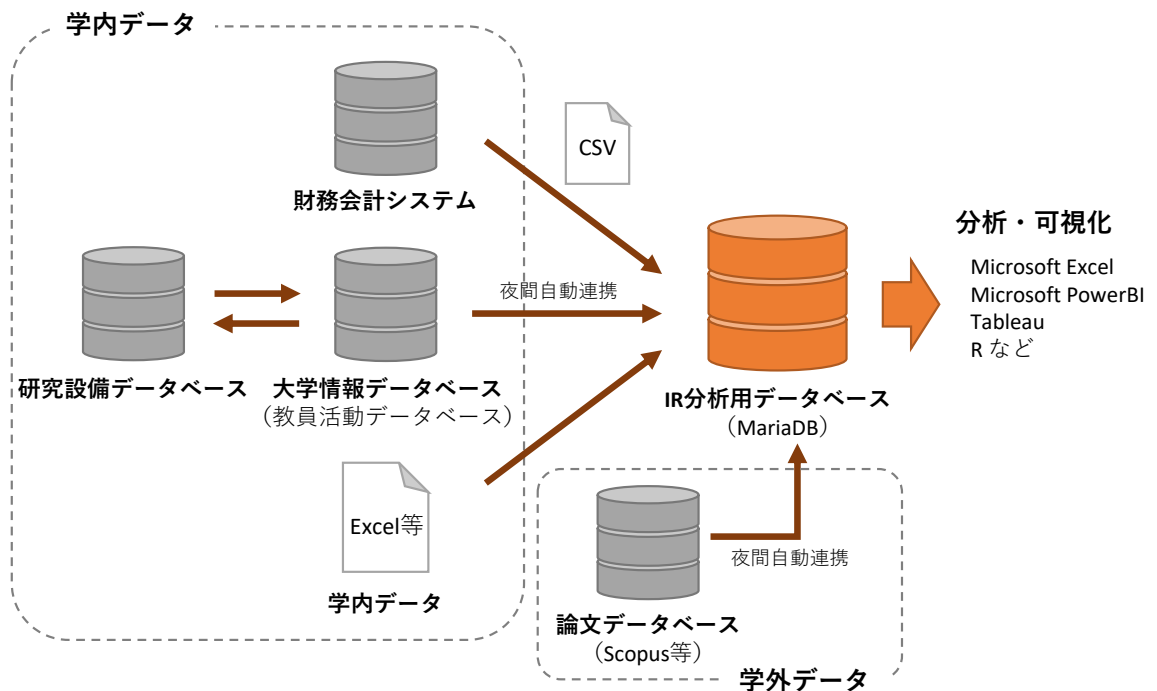 学内データ
CSV
財務会計システム
分析・可視化
Microsoft Excel
Microsoft PowerBI
Tableau
R など
夜間自動連携
研究設備データベース
大学情報データベース
（教員活動データベース）
IR分析用データベース
（MariaDB）
Excel等
学内データ
夜間自動連携
論文データベース
（Scopus等）
学外データ